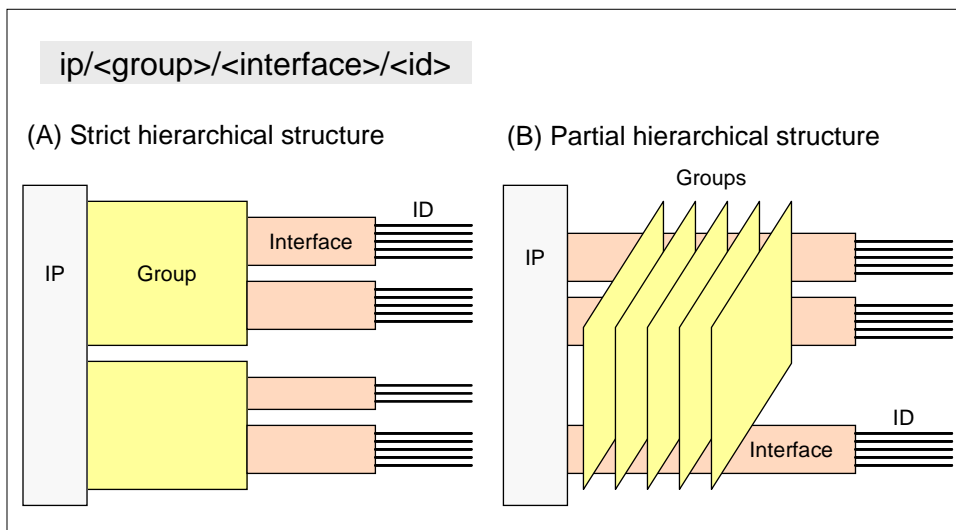 ip/<group>/<interface>/<id>
(A) Strict hierarchical structure
IP
Group
Interface
ID
(B) Partial hierarchical structure
Groups
IP
ID
Interface